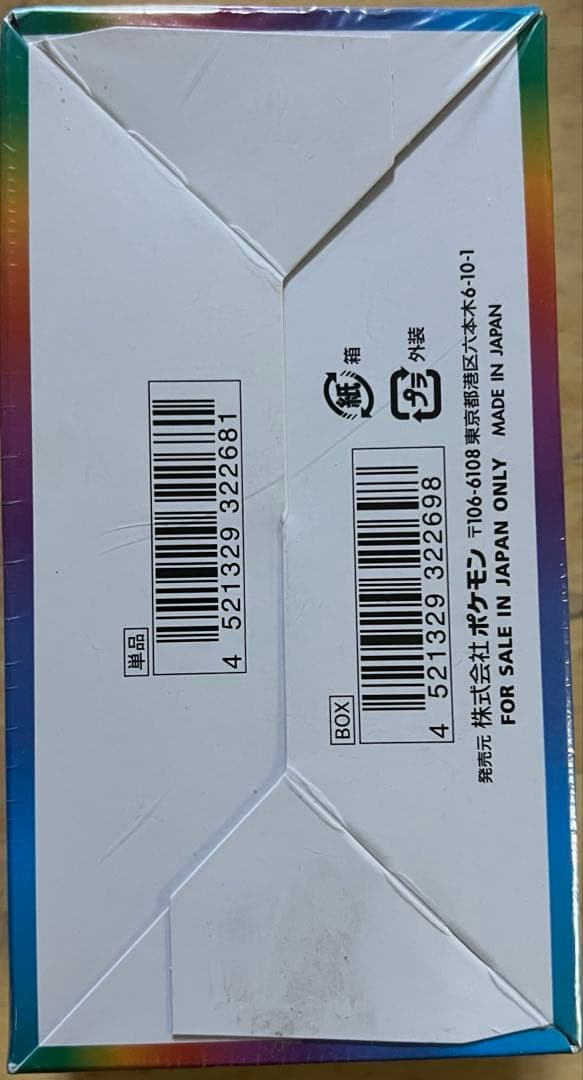 単品
4 521329 322681
BOX
4 521329 322698
紙 箱
プラ 外装
発売元 株式会社 ポケモン 〒106-6108 東京都港区六本木6-10-1
FOR SALE IN JAPAN ONLY MADE IN JAPAN